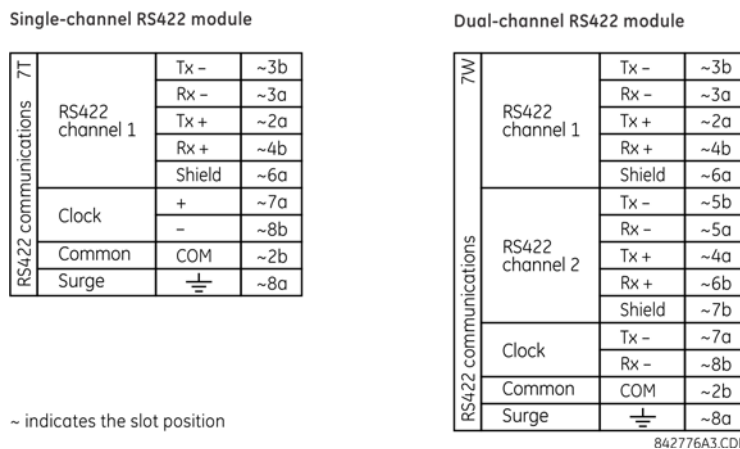 Single-channel RS422 module
RS422 communications 7T
RS422
channel 1
Tx – ~3b
Rx – ~3a
Tx + ~2a
Rx + ~4b
Shield ~6a
Clock
+ ~7a
– ~8b
Common COM ~2b
Surge ~8a
~ indicates the slot position
Dual-channel RS422 module
RS422 communications 7W
RS422
channel 1
Tx – ~3b
Rx – ~3a
Tx + ~2a
Rx + ~4b
Shield ~6a
RS422
channel 2
Tx – ~5b
Rx – ~5a
Tx + ~4a
Rx + ~6b
Shield ~7b
Clock
Tx – ~7a
Rx – ~8b
Common COM ~2b
Surge ~8a
842776A3.CD